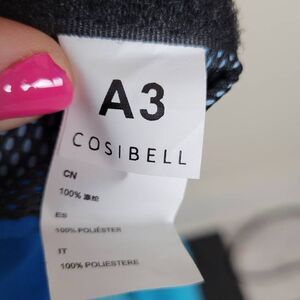 A3
COSIBELL
CN
100%
ES
100% POLIÉSTER
IT
100% POLIESTERE